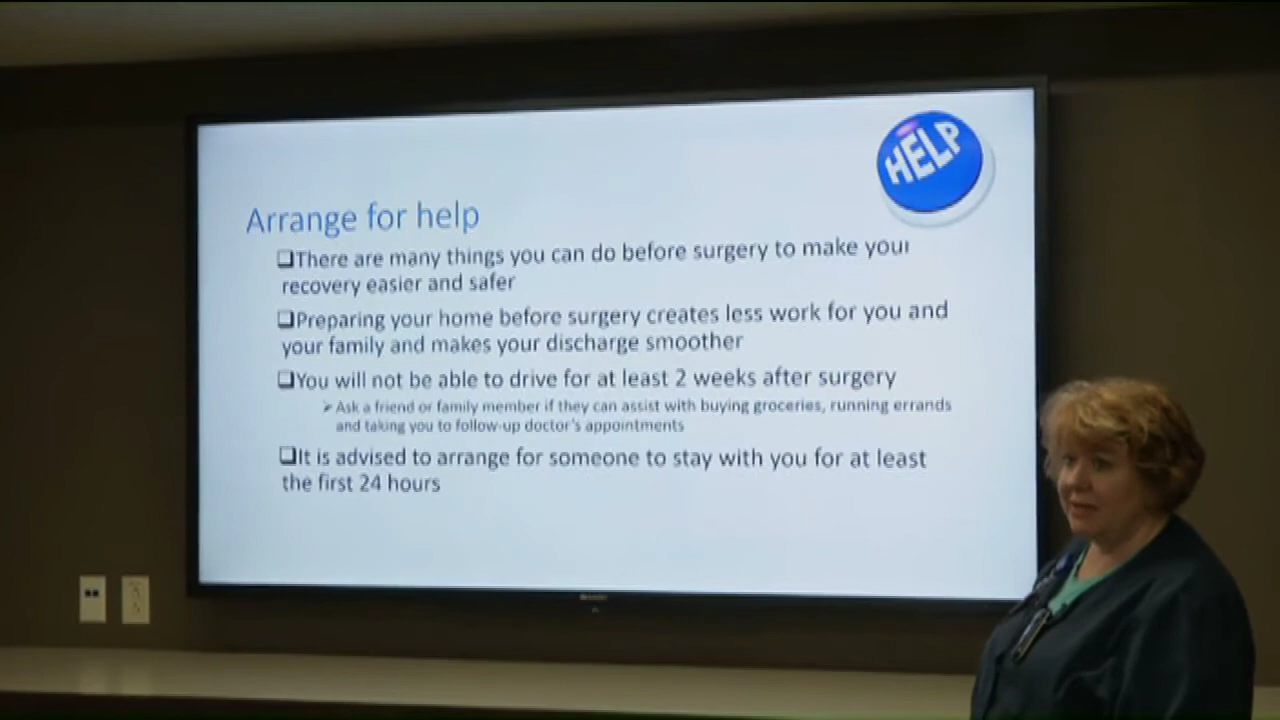 HELP
Arrange for help
❑There are many things you can do before surgery to make your
recovery easier and safer
❑Preparing your home before surgery creates less work for you and
your family and makes your discharge smoother
❑You will not be able to drive for at least 2 weeks after surgery
➢Ask a friend or family member if they can assist with buying groceries, running errands
and taking you to follow-up doctor's appointments
❑It is advised to arrange for someone to stay with you for at least
the first 24 hours